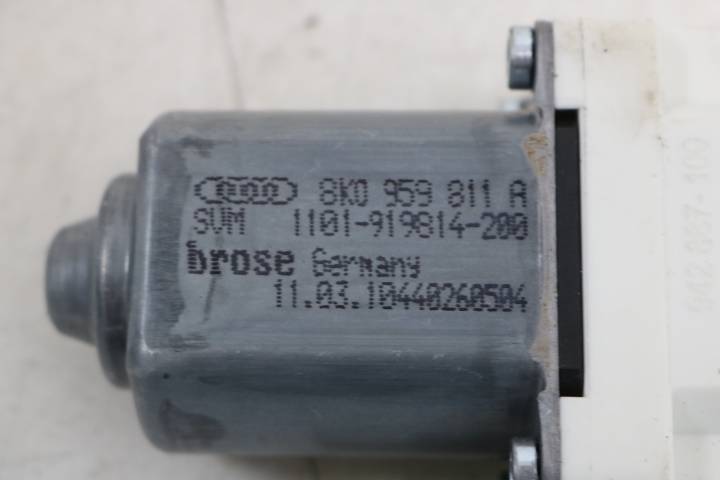 8K0 959 811 A
SVM 1101-919814-200
brose Germany
11.03.10440260504